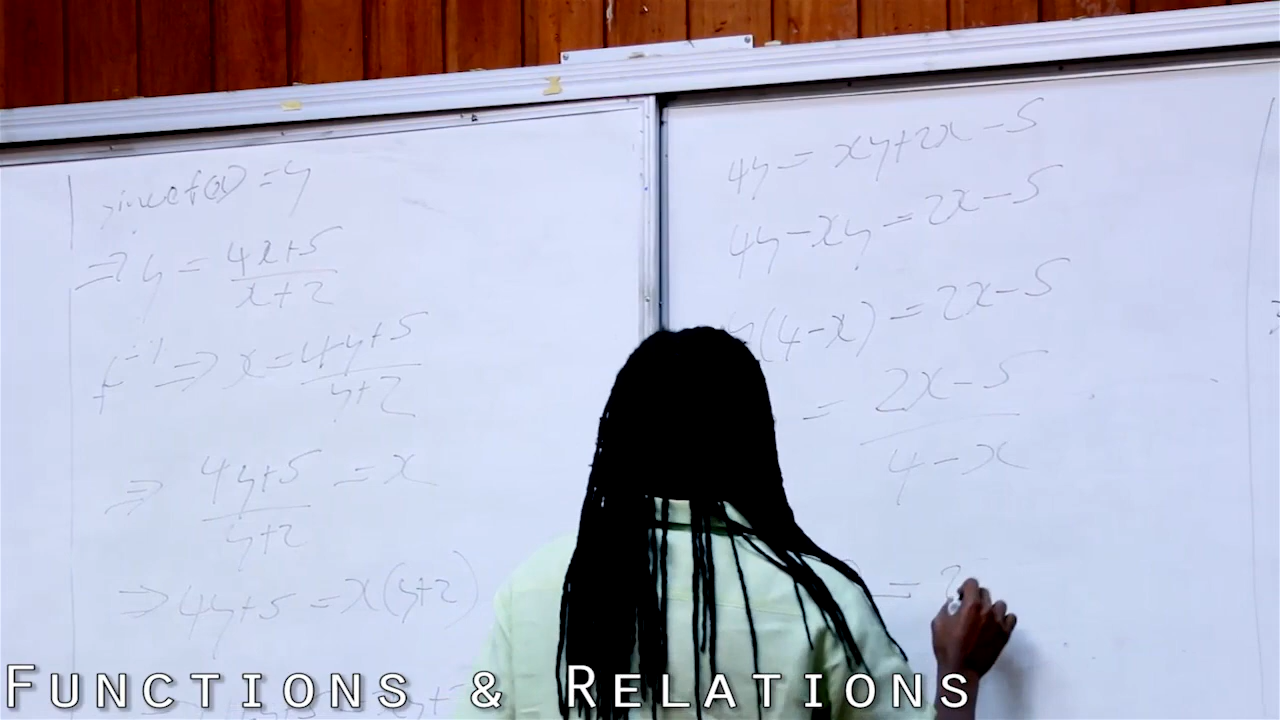 since f(x) = y
⇒ y = (4x+5)/(x+2)
f⁻¹ ⇒ x = (4y+5)/(y+2)
⇒ (4y+5)/(y+2) = x
⇒ 4y+5 = x(y+2)
4y = xy+2x-5
4y-xy = 2x-5
y(4-x) = 2x-5
= (2x-5)/(4-x)
=
FUNCTIONS & RELATIONS